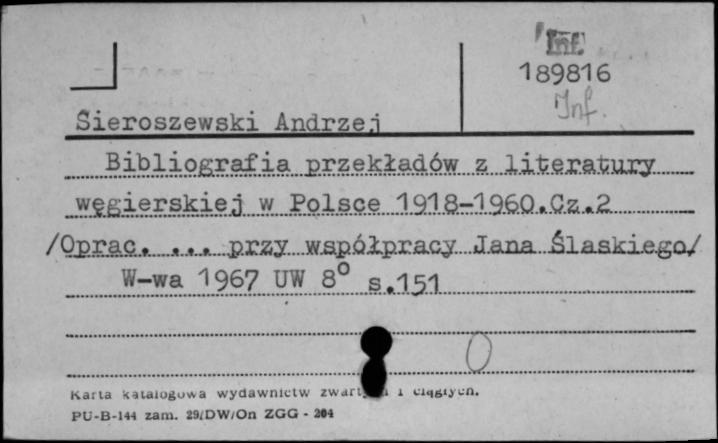 Inf.
189816
Inf.
Sieroszewski Andrzej
Bibliografia przekładów z literatury
węgierskiej w Polsce 1918-1960.Cz.2
/Oprac. ... przy współpracy Jana Ślaskiego/
W-wa 1967 UW 8° s.151
0
Karta katalogowa wydawnictw i ciągłych.
PU-B-144 zam. 29/DW/On ZGG - 204